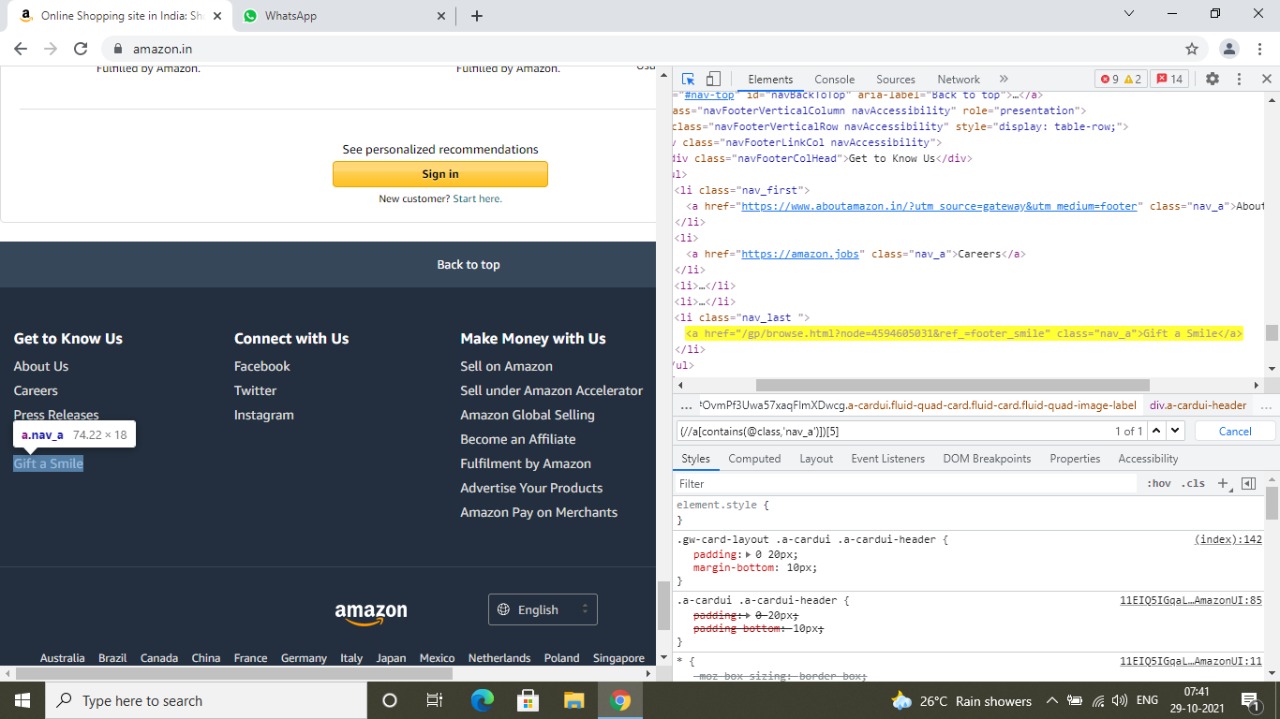 Online Shopping site in India: Sh
WhatsApp
amazon.in
Fulfilled by Amazon.
Fulfilled by Amazon.
See personalized recommendations
Sign in
New customer? Start here.
Back to top
Get to Know Us
About Us
Careers
Press Releases
a.nav_a 74.22 × 18
Gift a Smile
Connect with Us
Facebook
Twitter
Instagram
Make Money with Us
Sell on Amazon
Sell under Amazon Accelerator
Amazon Global Selling
Become an Affiliate
Fulfilment by Amazon
Advertise Your Products
Amazon Pay on Merchants
amazon
English
Australia Brazil Canada China France Germany Italy Japan Mexico Netherlands Poland Singapore
Elements Console Sources Network » 9 2 14
="#nav-top" id="navBackToTop" aria-label="Back to top">…</a>
ass="navFooterVerticalColumn navAccessibility" role="presentation">
class="navFooterVerticalRow navAccessibility" style="display: table-row;">
v class="navFooterLinkCol navAccessibility">
div class="navFooterColHead">Get to Know Us</div>
ul>
<li class="nav_first">
<a href="https://www.aboutamazon.in/?utm_source=gateway&utm_medium=footer" class="nav_a">About
</li>
<li>
<a href="https://amazon.jobs" class="nav_a">Careers</a>
</li>
<li>…</li>
<li>…</li>
<li class="nav_last ">
<a href="/gp/browse.html?node=4594605031&ref_=footer_smile" class="nav_a">Gift a Smile</a>
</li>
/ul>
… a-cardui.fluid-quad-card.fluid-card.fluid-quad-image-label div.a-cardui-header …
(//a[contains(@class,'nav_a')])[5] 1 of 1 Cancel
Styles Computed Layout Event Listeners DOM Breakpoints Properties Accessibility
Filter :hov .cls +
element.style {
}
.gw-card-layout .a-cardui .a-cardui-header { (index):142
padding: 0 20px;
margin-bottom: 10px;
}
.a-cardui .a-cardui-header { 11EIQ5IGqaL…AmazonUI:85
padding: 0 20px;
padding-bottom: 10px;
}
* { 11EIQ5IGqaL…AmazonUI:11
-moz-box-sizing: border-box;
Type here to search
26°C Rain showers
ENG
07:41
29-10-2021
1